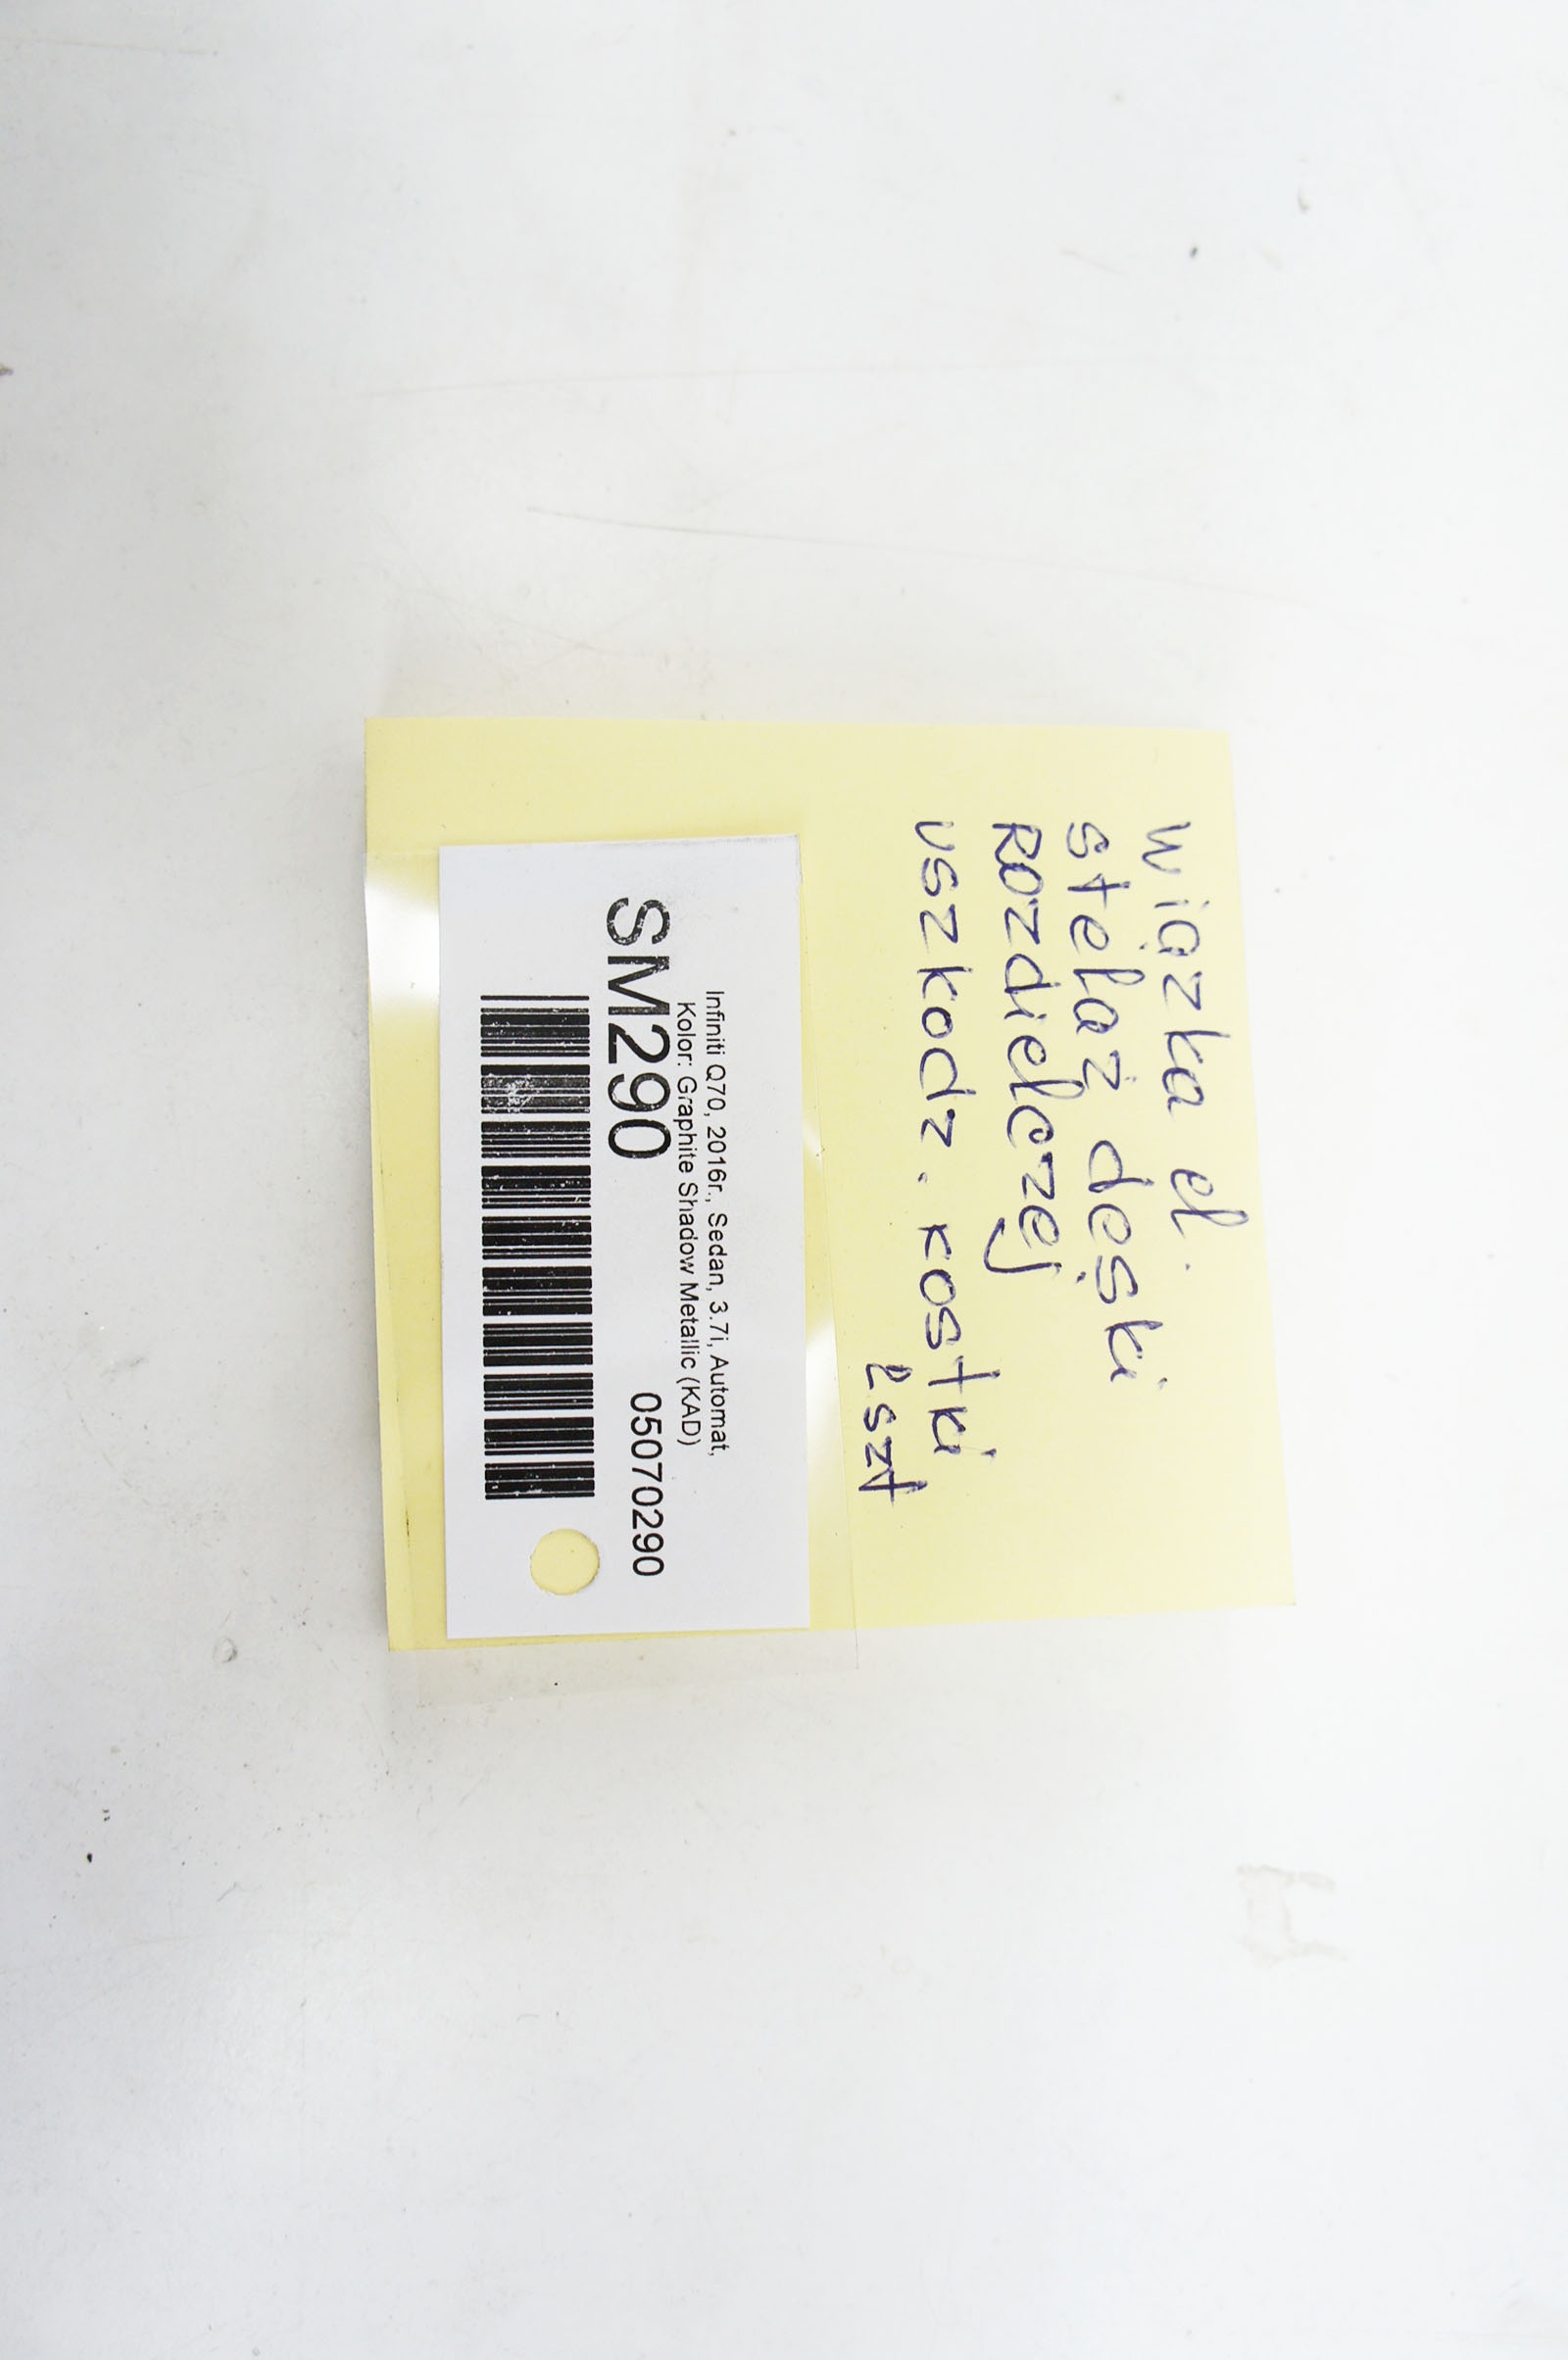 Wiązka el.
stelaż deski
Rozdielczej
uszkodz. kostki
2szt
Infiniti Q70, 2016r., Sedan, 3.7i, Automat,
Kolor: Graphite Shadow Metallic (KAD)
SM290 05070290